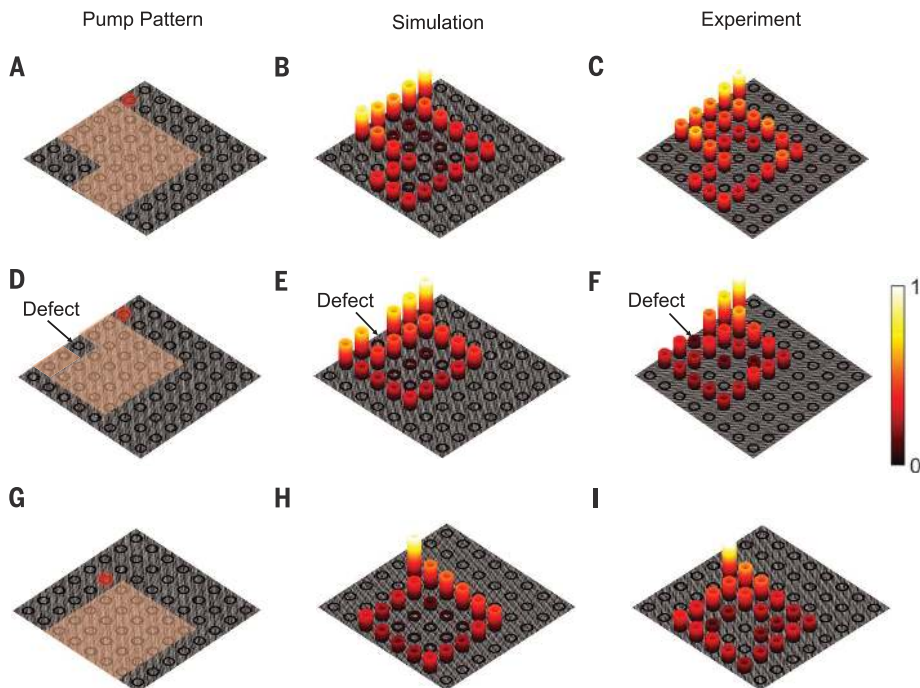 Pump Pattern Simulation Experiment
A B C
D E F
Defect Defect Defect
1
0
G H I